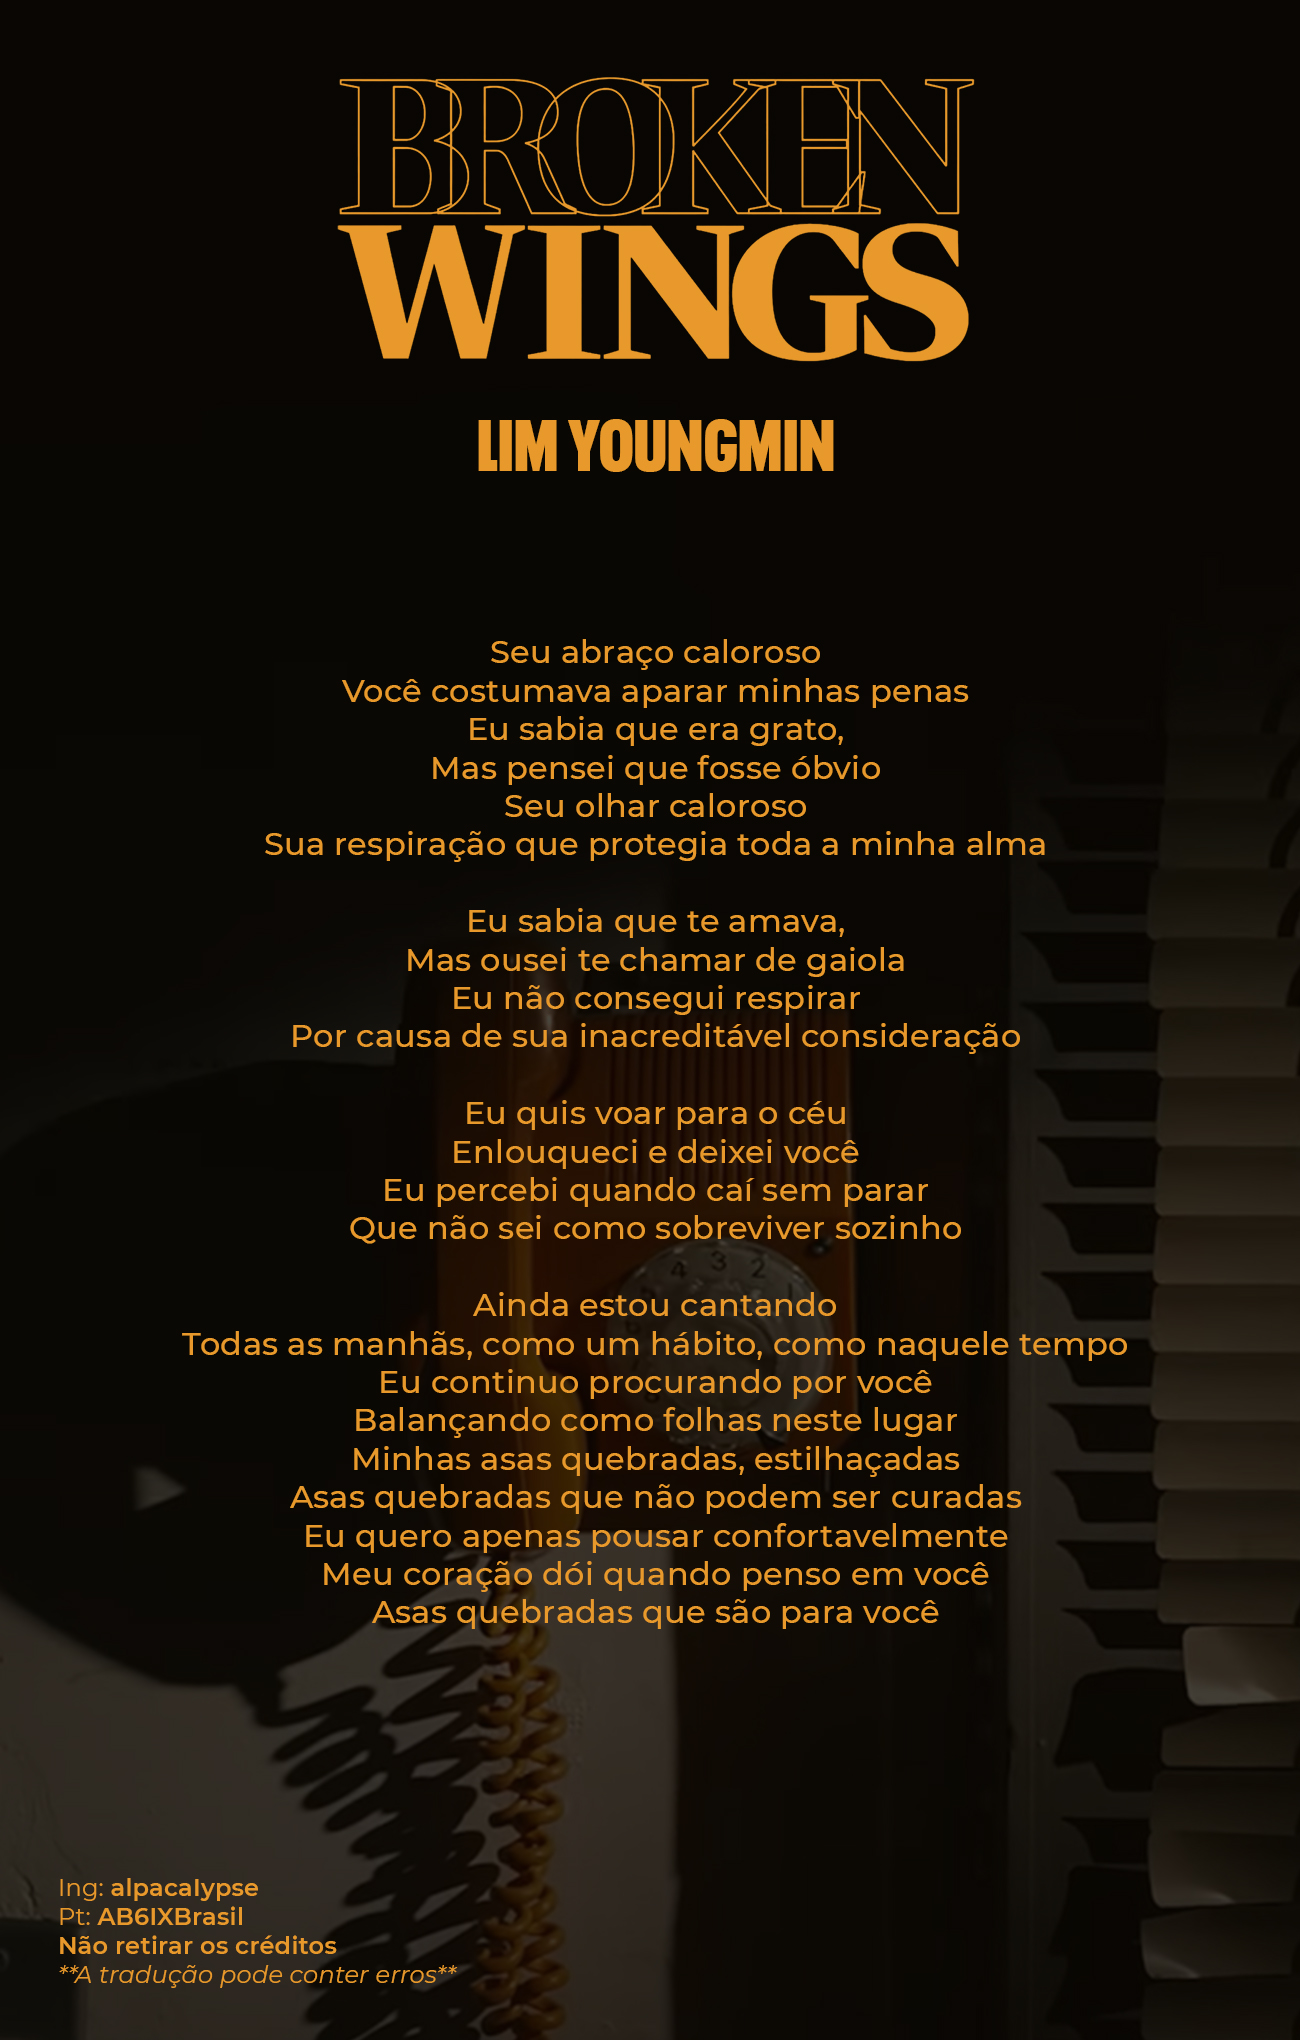 BROKEN
WINGS
LIM YOUNGMIN
Seu abraço caloroso
Você costumava aparar minhas penas
Eu sabia que era grato,
Mas pensei que fosse óbvio
Seu olhar caloroso
Sua respiração que protegia toda a minha alma
Eu sabia que te amava,
Mas ousei te chamar de gaiola
Eu não consegui respirar
Por causa de sua inacreditável consideração
Eu quis voar para o céu
Enlouqueci e deixei você
Eu percebi quando caí sem parar
Que não sei como sobreviver sozinho
Ainda estou cantando
Todas as manhãs, como um hábito, como naquele tempo
Eu continuo procurando por você
Balançando como folhas neste lugar
Minhas asas quebradas, estilhaçadas
Asas quebradas que não podem ser curadas
Eu quero apenas pousar confortavelmente
Meu coração dói quando penso em você
Asas quebradas que são para você
Ing: alpacalypse
Pt: AB6IXBrasil
Não retirar os créditos
**A tradução pode conter erros**